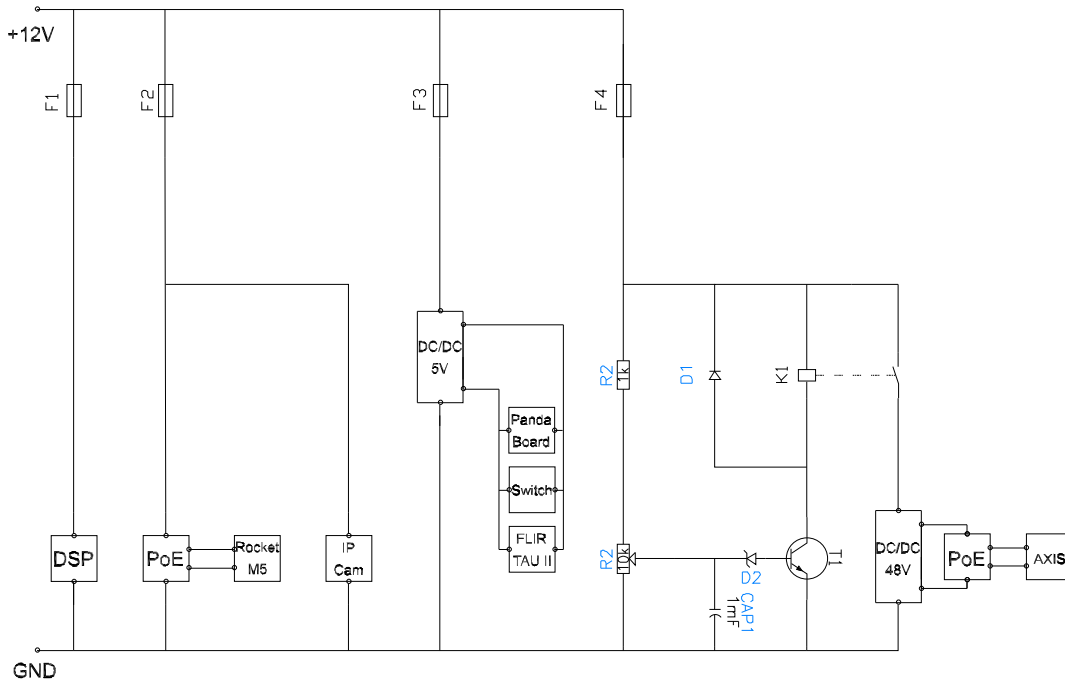 +12V
F1
F2
F3
F4
DC/DC
5V
R2
1k
D1
K1
Panda
Board
Switch
FLIR
TAU II
DSP
PoE
Rocket
M5
IP
Cam
R2
10k
D2
CAP1
1mF
T1
DC/DC
48V
PoE
AXIS
GND